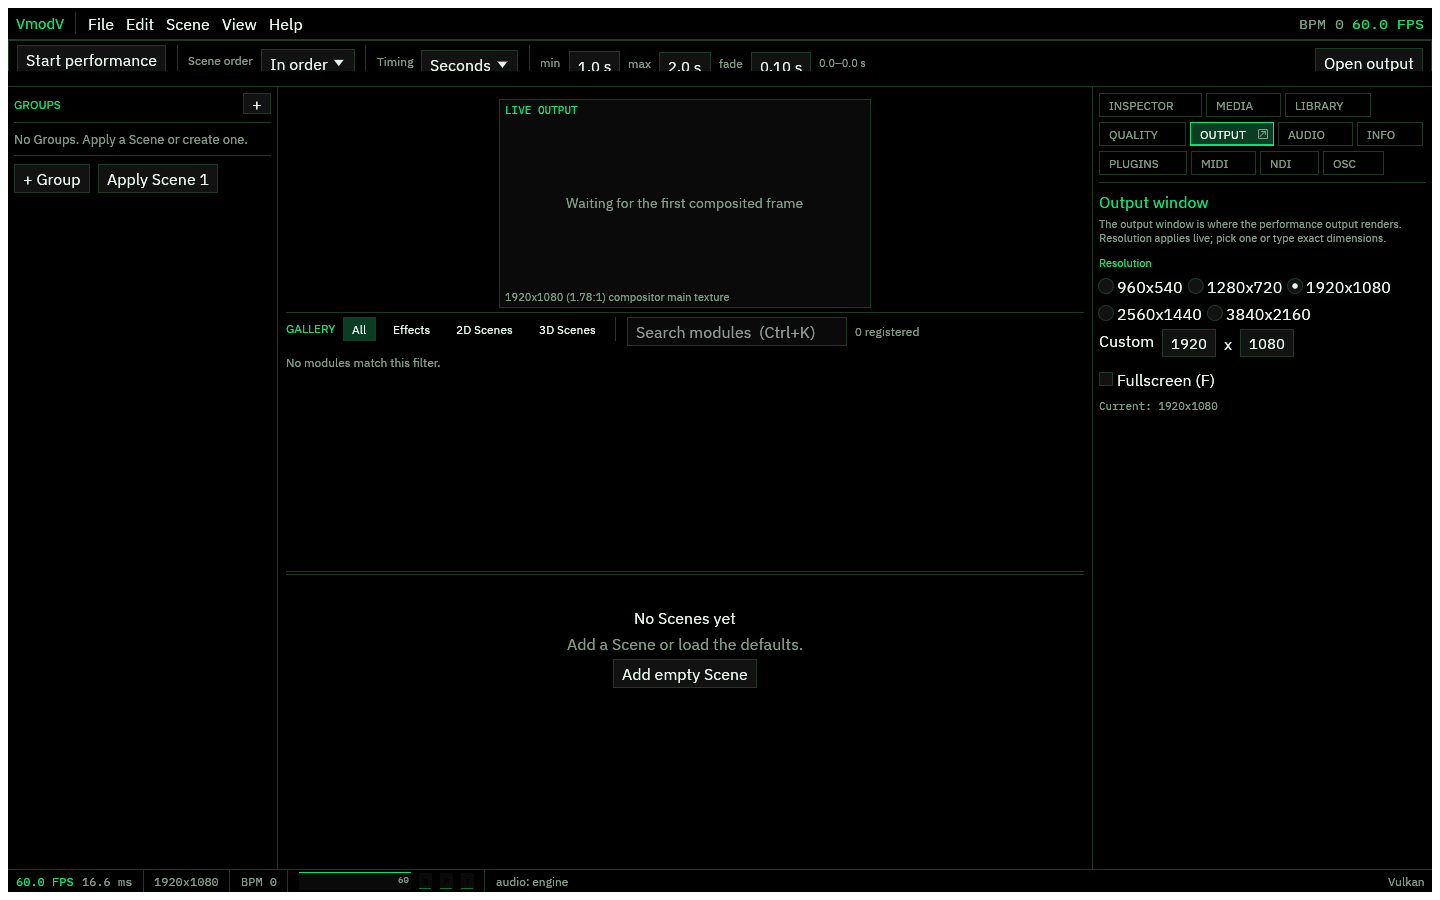 VmodV File Edit Scene View Help BPM 0 60.0 FPS
Start performance Scene order In order Timing Seconds min 1.0 s max 2.0 s fade 0.10 s 0.0–0.0 s Open output
GROUPS +
No Groups. Apply a Scene or create one.
+ Group Apply Scene 1
LIVE OUTPUT
Waiting for the first composited frame
1920x1080 (1.78:1) compositor main texture
GALLERY All Effects 2D Scenes 3D Scenes Search modules (Ctrl+K) 0 registered
No modules match this filter.
No Scenes yet
Add a Scene or load the defaults.
Add empty Scene
INSPECTOR MEDIA LIBRARY
QUALITY OUTPUT AUDIO INFO
PLUGINS MIDI NDI OSC
Output window
The output window is where the performance output renders.
Resolution applies live; pick one or type exact dimensions.
Resolution
960x540 1280x720 1920x1080
2560x1440 3840x2160
Custom 1920 x 1080
Fullscreen (F)
Current: 1920x1080
60.0 FPS 16.6 ms 1920x1080 BPM 0 60 audio: engine Vulkan